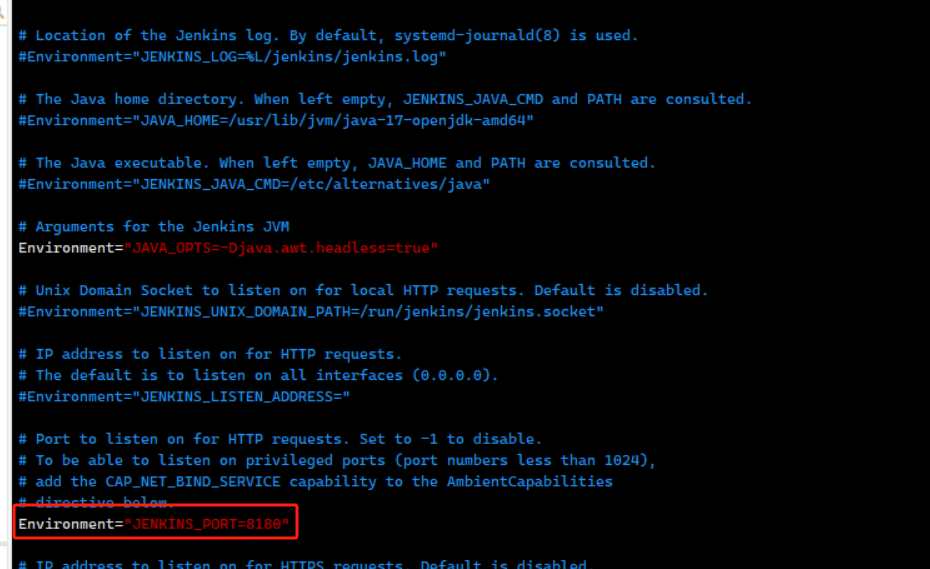 # Location of the Jenkins log. By default, systemd-journald(8) is used.
#Environment="JENKINS_LOG=%L/jenkins/jenkins.log"
# The Java home directory. When left empty, JENKINS_JAVA_CMD and PATH are consulted.
#Environment="JAVA_HOME=/usr/lib/jvm/java-17-openjdk-amd64"
# The Java executable. When left empty, JAVA_HOME and PATH are consulted.
#Environment="JENKINS_JAVA_CMD=/etc/alternatives/java"
# Arguments for the Jenkins JVM
Environment="JAVA_OPTS=-Djava.awt.headless=true"
# Unix Domain Socket to listen on for local HTTP requests. Default is disabled.
#Environment="JENKINS_UNIX_DOMAIN_PATH=/run/jenkins/jenkins.socket"
# IP address to listen on for HTTP requests.
# The default is to listen on all interfaces (0.0.0.0).
#Environment="JENKINS_LISTEN_ADDRESS="
# Port to listen on for HTTP requests. Set to -1 to disable.
# To be able to listen on privileged ports (port numbers less than 1024),
# add the CAP_NET_BIND_SERVICE capability to the AmbientCapabilities
# directive below.
Environment="JENKINS_PORT=8180"
# IP address to listen on for HTTPS requests. Default is disabled.